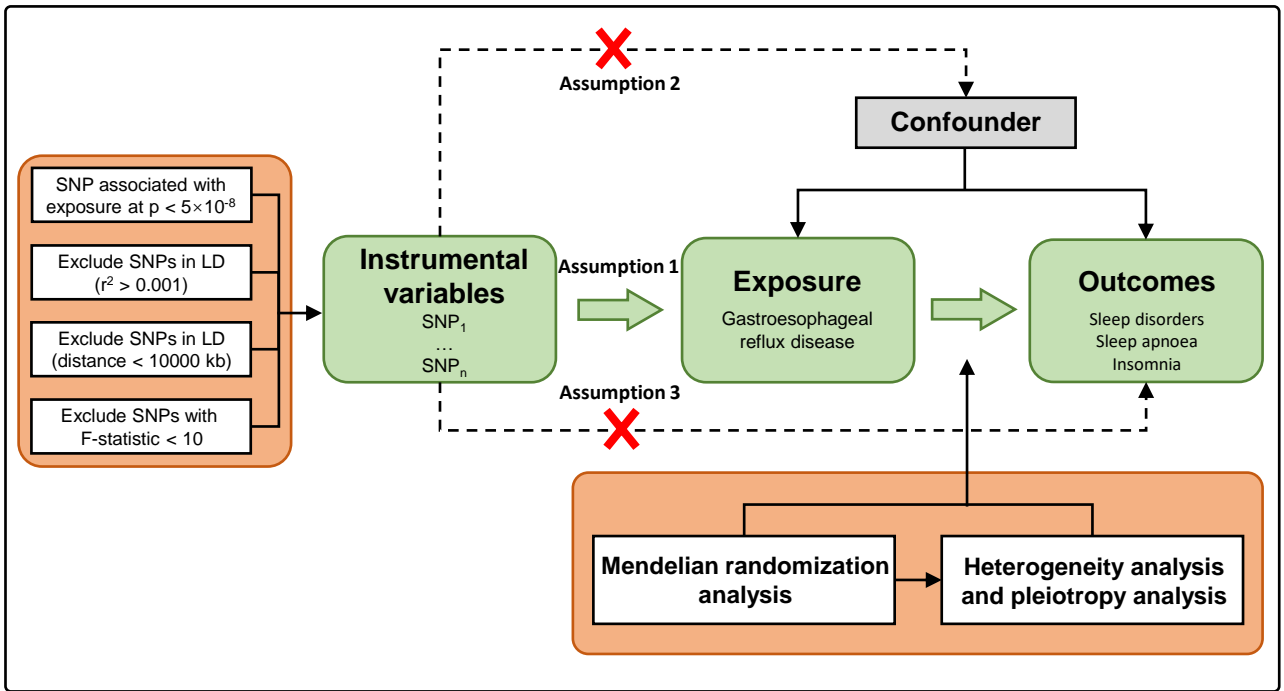 Assumption 2
Confounder
SNP associated with
exposure at p < 5×10⁻⁸
Exclude SNPs in LD
(r² > 0.001)
Exclude SNPs in LD
(distance < 10000 kb)
Exclude SNPs with
F-statistic < 10
Instrumental
variables
SNP₁
...
SNPₙ
Assumption 1
Exposure
Gastroesophageal
reflux disease
Outcomes
Sleep disorders
Sleep apnoea
Insomnia
Assumption 3
Mendelian randomization
analysis
Heterogeneity analysis
and pleiotropy analysis